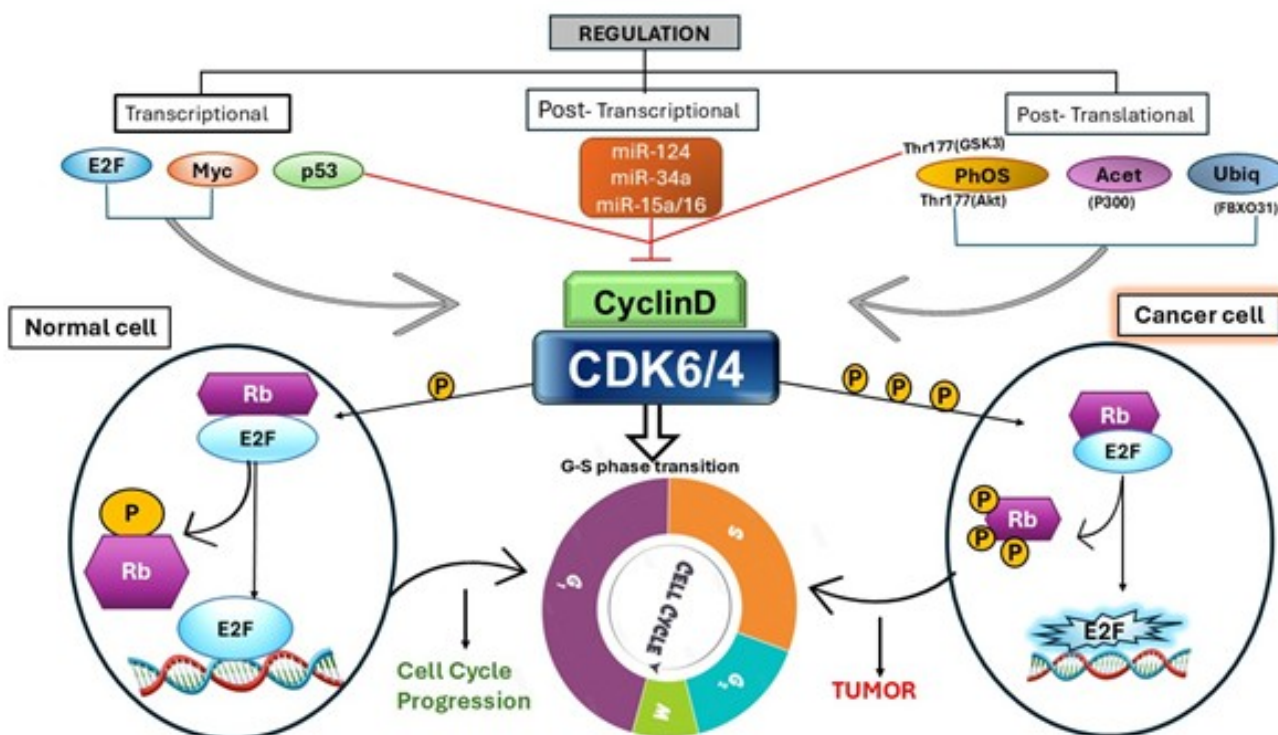 REGULATION
Transcriptional
Post- Transcriptional
Post- Translational
E2F
Myc
p53
miR-124
miR-34a
miR-15a/16
Thr177(GSK3)
PhOS
Thr177(Akt)
Acet
(P300)
Ubiq
(FBXO31)
CyclinD
CDK6/4
Normal cell
Cancer cell
P
P
P
P
Rb
E2F
P
Rb
E2F
G-S phase transition
G₁
S
G₂
M
CELL CYCLE
Cell Cycle
Progression
TUMOR
Rb
E2F
P
Rb
P
P
E2F